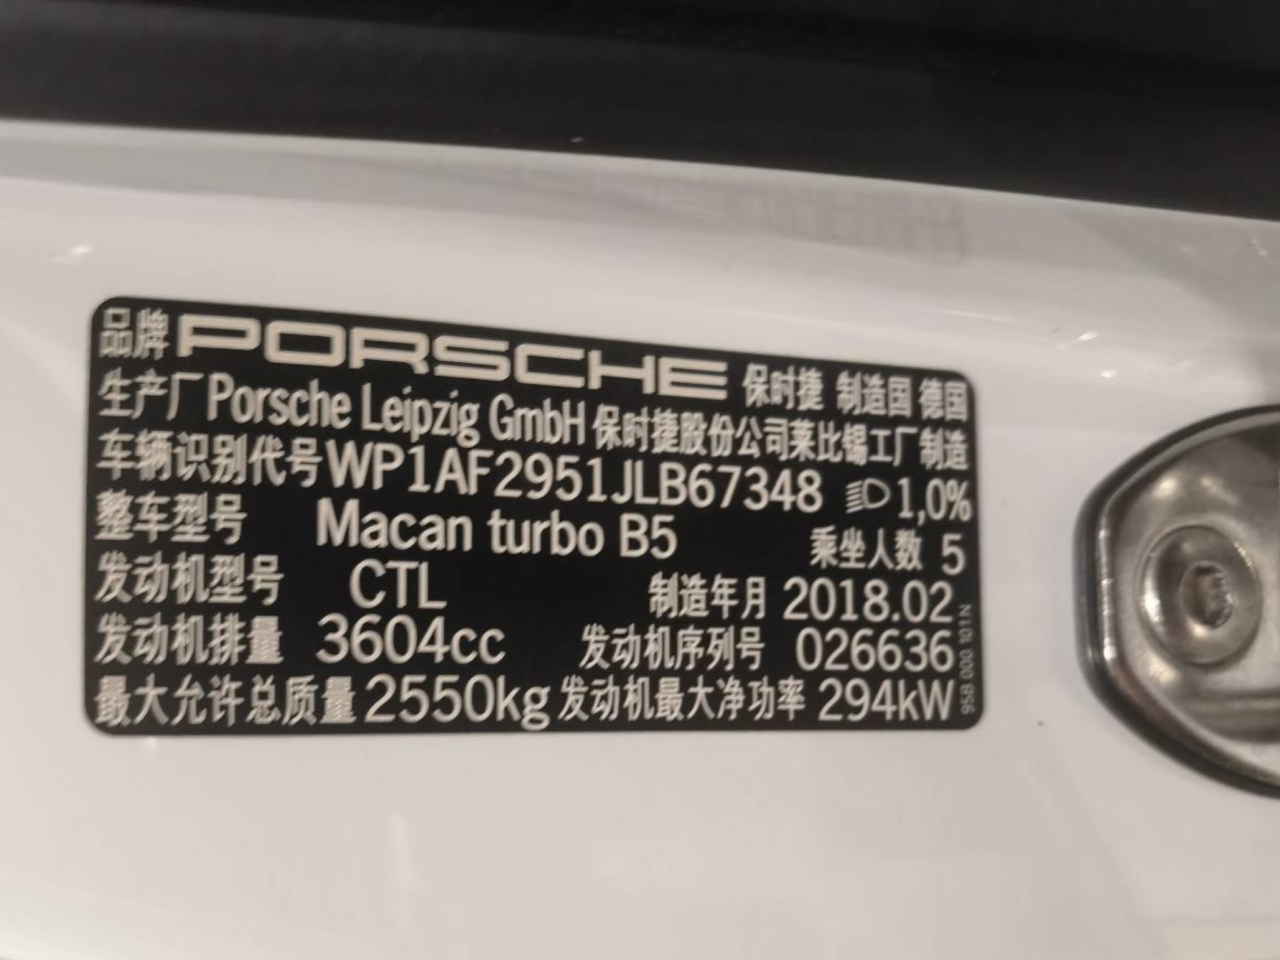 品牌 PORSCHE 保时捷 制造国 德国
生产厂 Porsche Leipzig GmbH 保时捷股份公司莱比锡工厂制造
车辆识别代号 WP1AF2951JLB67348 1,0%
整车型号 Macan turbo B5 乘坐人数 5
发动机型号 CTL 制造年月 2018.02
发动机排量 3604cc 发动机序列号 026636
最大允许总质量 2550kg 发动机最大净功率 294kW
95B 000 101 N